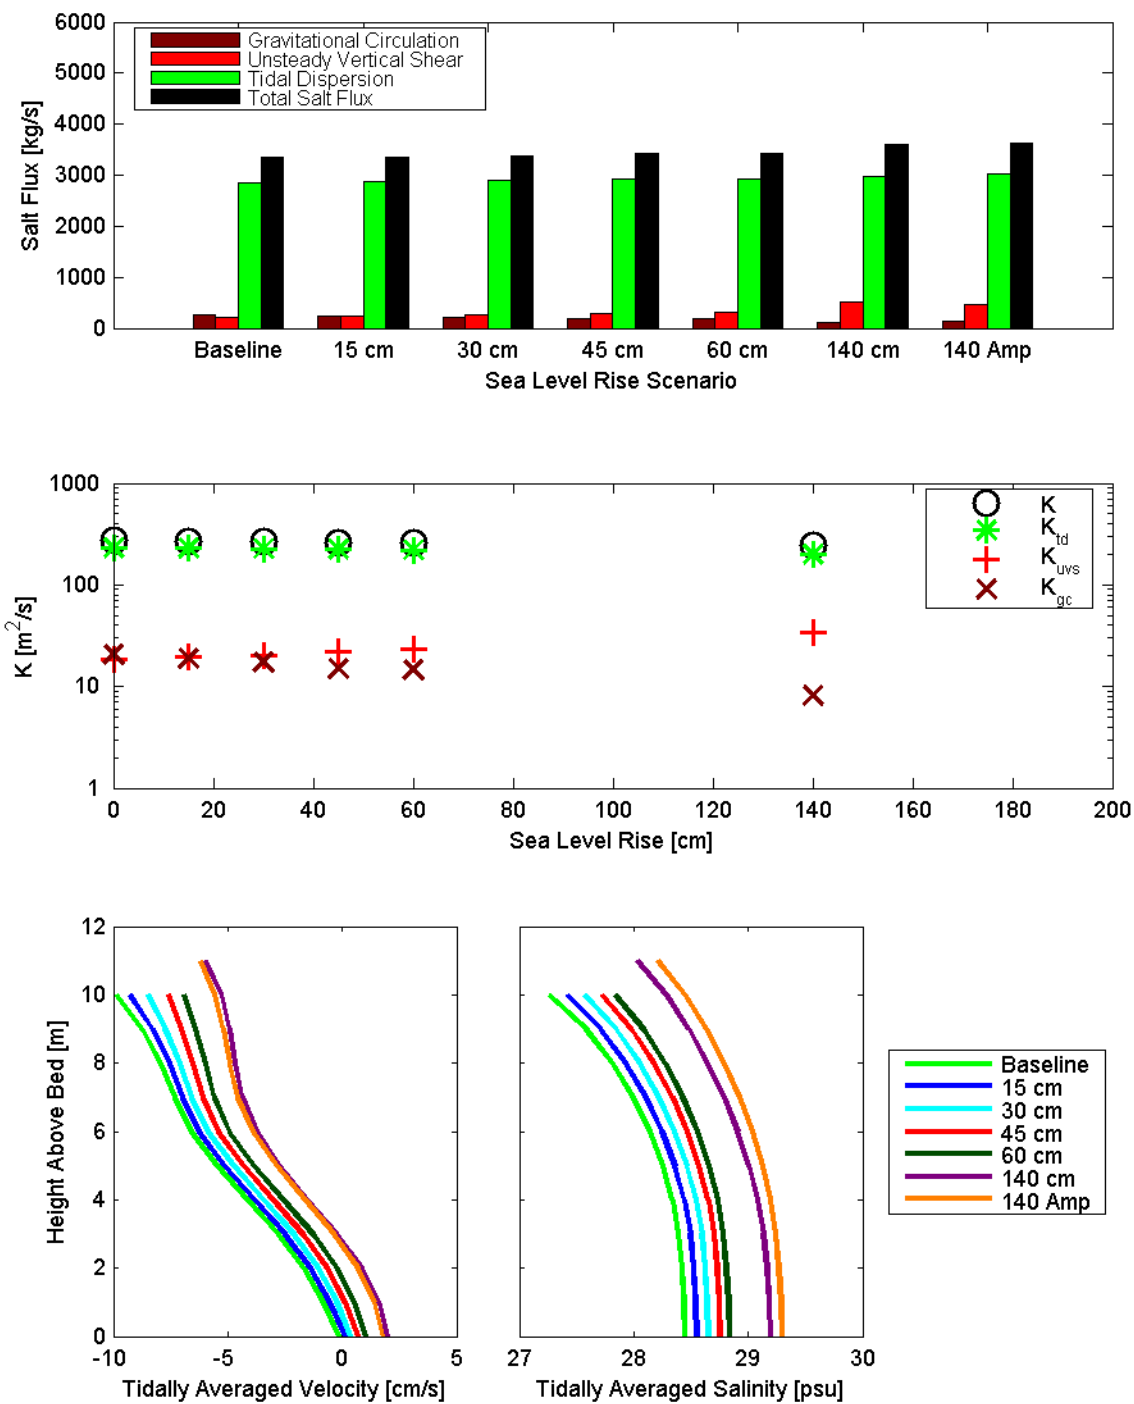 6000
5000
4000
3000
2000
1000
0
Salt Flux [kg/s]
Gravitational Circulation
Unsteady Vertical Shear
Tidal Dispersion
Total Salt Flux
Baseline 15 cm 30 cm 45 cm 60 cm 140 cm 140 Amp
Sea Level Rise Scenario
1000
100
10
1
K [m²/s]
K
K_td
K_uvs
K_gc
0 20 40 60 80 100 120 140 160 180 200
Sea Level Rise [cm]
12
10
8
6
4
2
0
Height Above Bed [m]
-10 -5 0 5
Tidally Averaged Velocity [cm/s]
27 28 29 30
Tidally Averaged Salinity [psu]
Baseline
15 cm
30 cm
45 cm
60 cm
140 cm
140 Amp